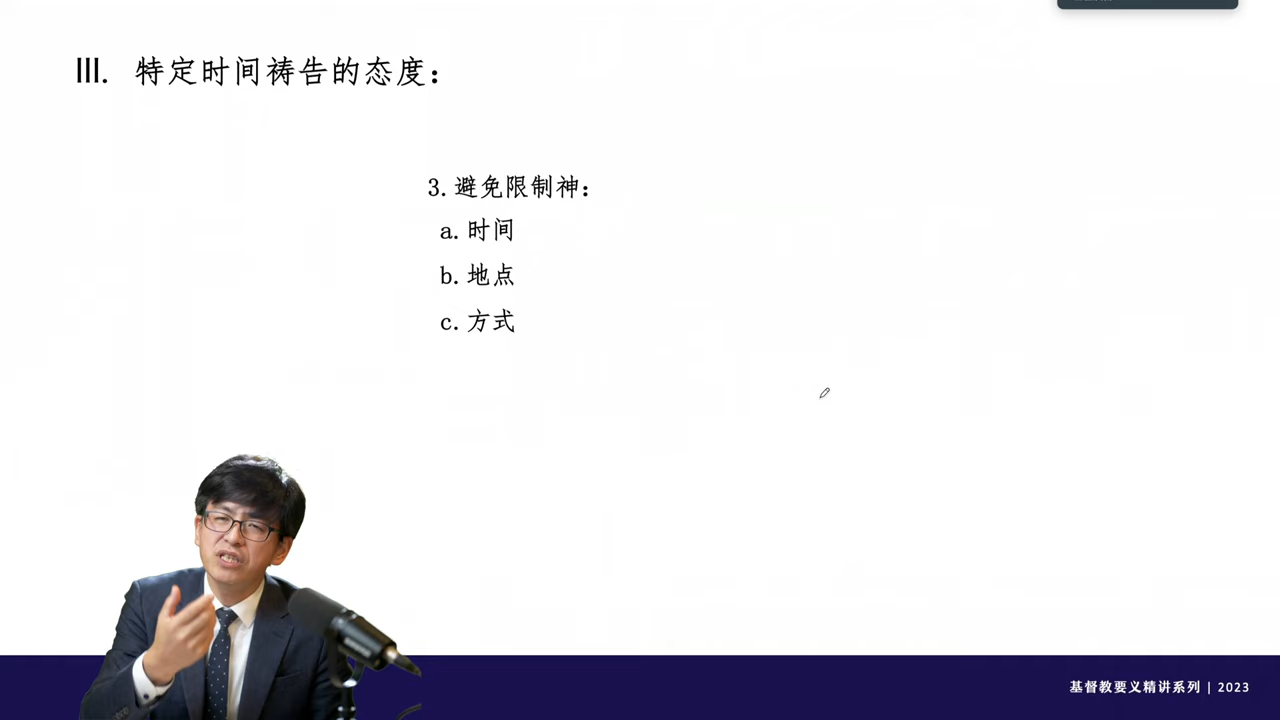 III. 特定时间祷告的态度：
3. 避免限制神：
a. 时间
b. 地点
c. 方式
基督教要义精讲系列 | 2023